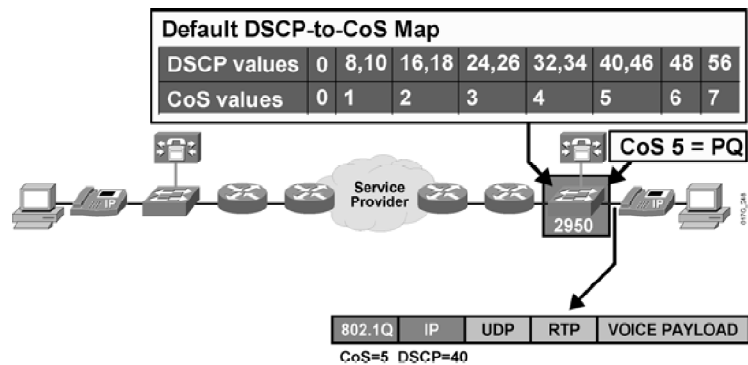 Default DSCP-to-CoS Map
DSCP values 0 8,10 16,18 24,26 32,34 40,46 48 56
CoS values 0 1 2 3 4 5 6 7
CoS 5 = PQ
Service
Provider
IP
IP
2950
802.1Q IP UDP RTP VOICE PAYLOAD
CoS=5 DSCP=40